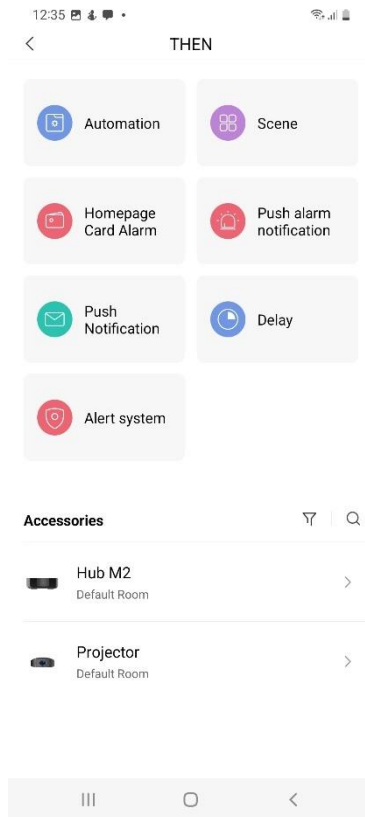 12:35
THEN
Automation
Scene
Homepage
Card Alarm
Push alarm
notification
Push
Notification
Delay
Alert system
Accessories
Hub M2
Default Room
Projector
Default Room